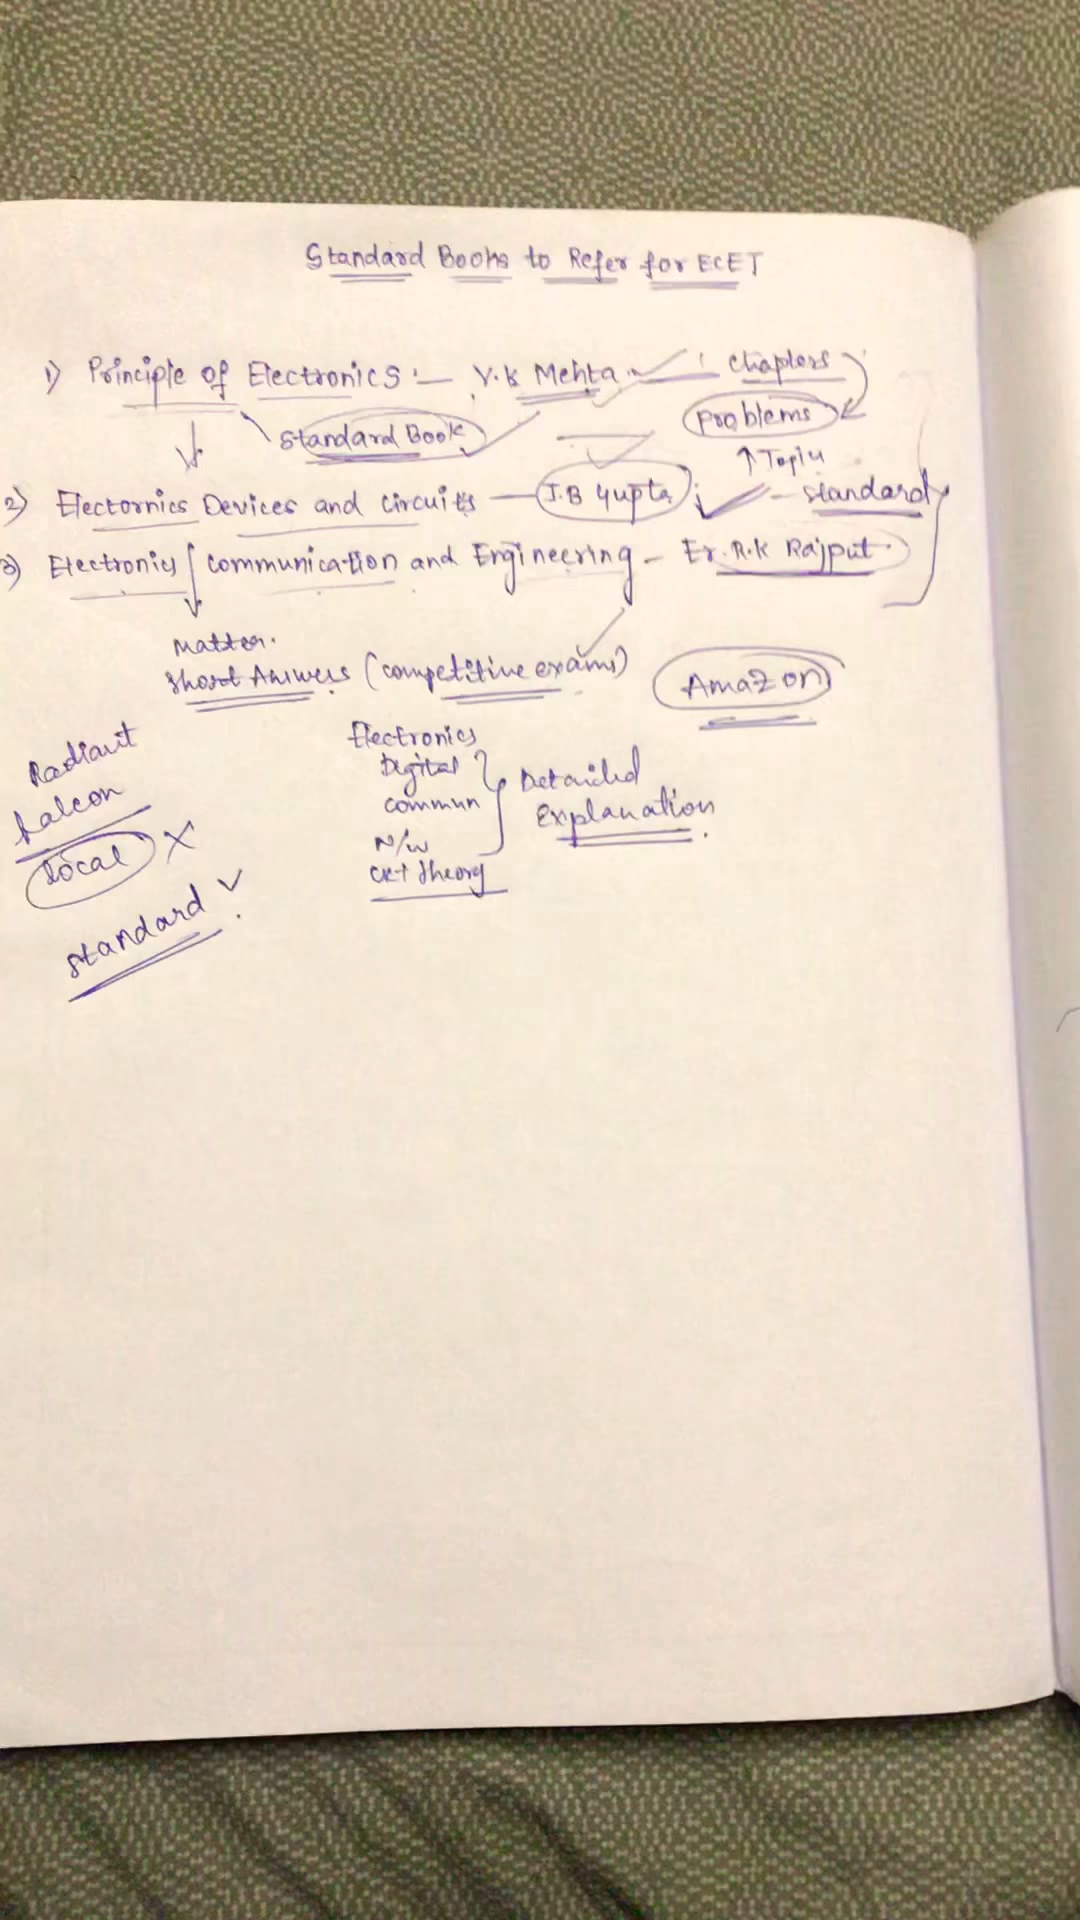 Standard Books to Refer for ECET
1) Principle of Electronics :- V.K Mehta chapters
Standard Book problems
↑ Topic
2) Electornics Devices and circuits - J.B Gupta ; - standard
3) Electronics communication and Engineering - Er. R.K Rajput
Matter.
short Answers (competitive exams) Amazon
Radiant
falcon
local X
standard ✓
Electronics
Digital
commun
N/w
ckt theory
Detailed
Explanation